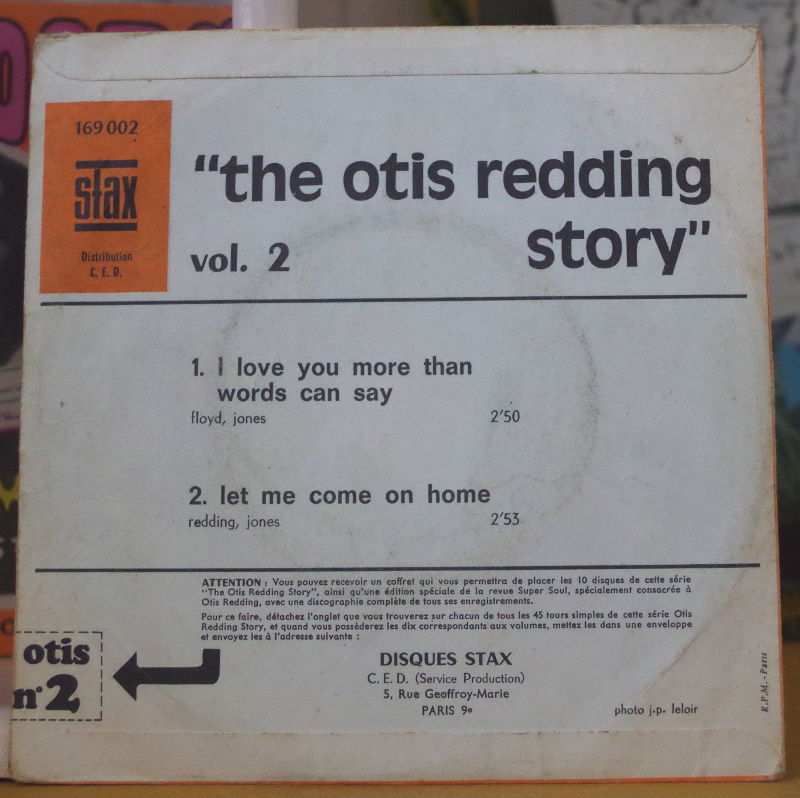 169 002
stax
Distribution
C. E. D.
"the otis redding
story"
vol. 2
1. I love you more than
words can say
floyd, jones 2'50
2. let me come on home
redding, jones 2'53
ATTENTION : Vous pouvez recevoir un coffret qui vous permettra de placer les 10 disques de cette série
"The Otis Redding Story", ainsi qu'une édition spéciale de la revue Super Soul, spécialement consacrée à
Otis Redding, avec une discographie complète de tous ses enregistrements.
Pour ce faire, détachez l'onglet que vous trouverez sur chacun de tous les 45 tours simples de cette série Otis
Redding Story, et quand vous possèderez les dix correspondants aux volumes, mettez les dans une enveloppe
et envoyez les à l'adresse suivante :
otis
n° 2
DISQUES STAX
C. E. D. (Service Production)
5, Rue Geoffroy-Marie
PARIS 9e
photo j.p. leloir
R.P.M. - Paris